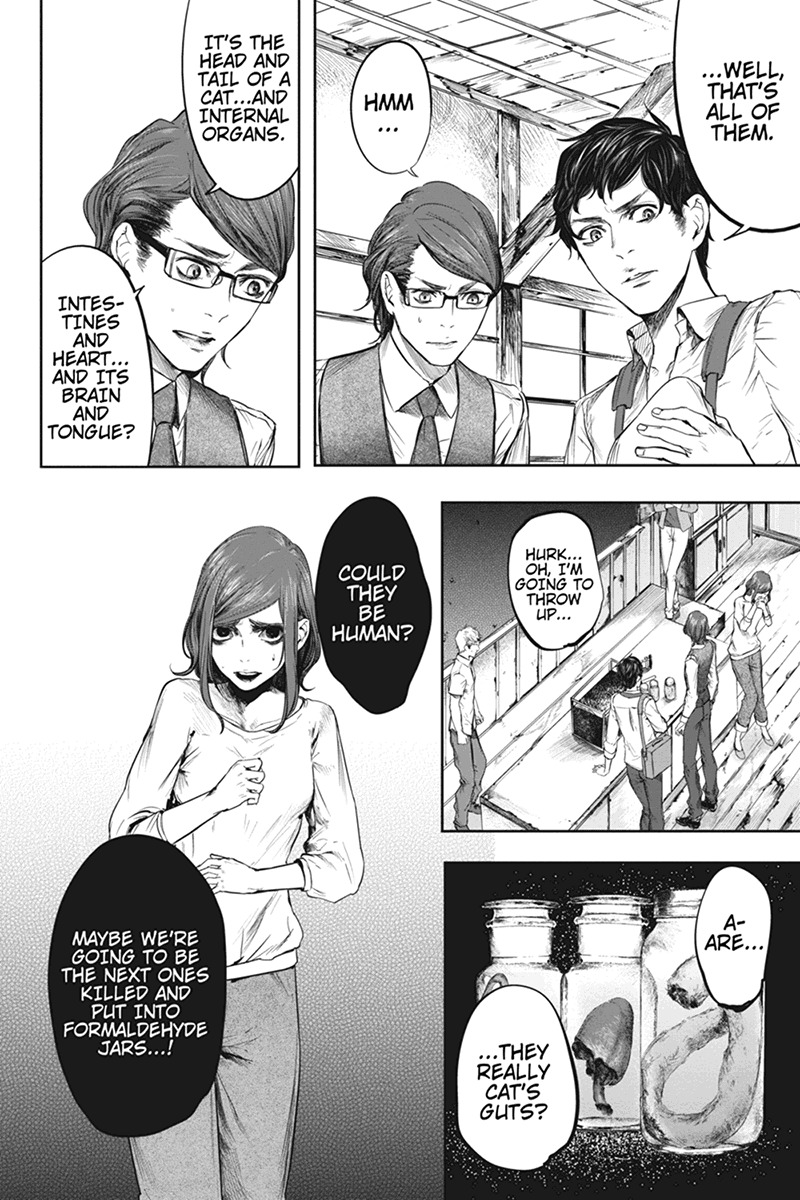 ...WELL,
THAT'S
ALL OF
THEM.
HMM
...
IT'S THE
HEAD AND
TAIL OF A
CAT...AND
INTERNAL
ORGANS.
INTES-
TINES
AND
HEART...
AND ITS
BRAIN
AND
TONGUE?
HURK...
OH, I'M
GOING TO
THROW
UP...
A-
ARE...
...THEY
REALLY
CAT'S
GUTS?
COULD
THEY
BE
HUMAN?
MAYBE WE'RE
GOING TO BE
THE NEXT ONES
KILLED AND
PUT INTO
FORMALDEHYDE
JARS...!